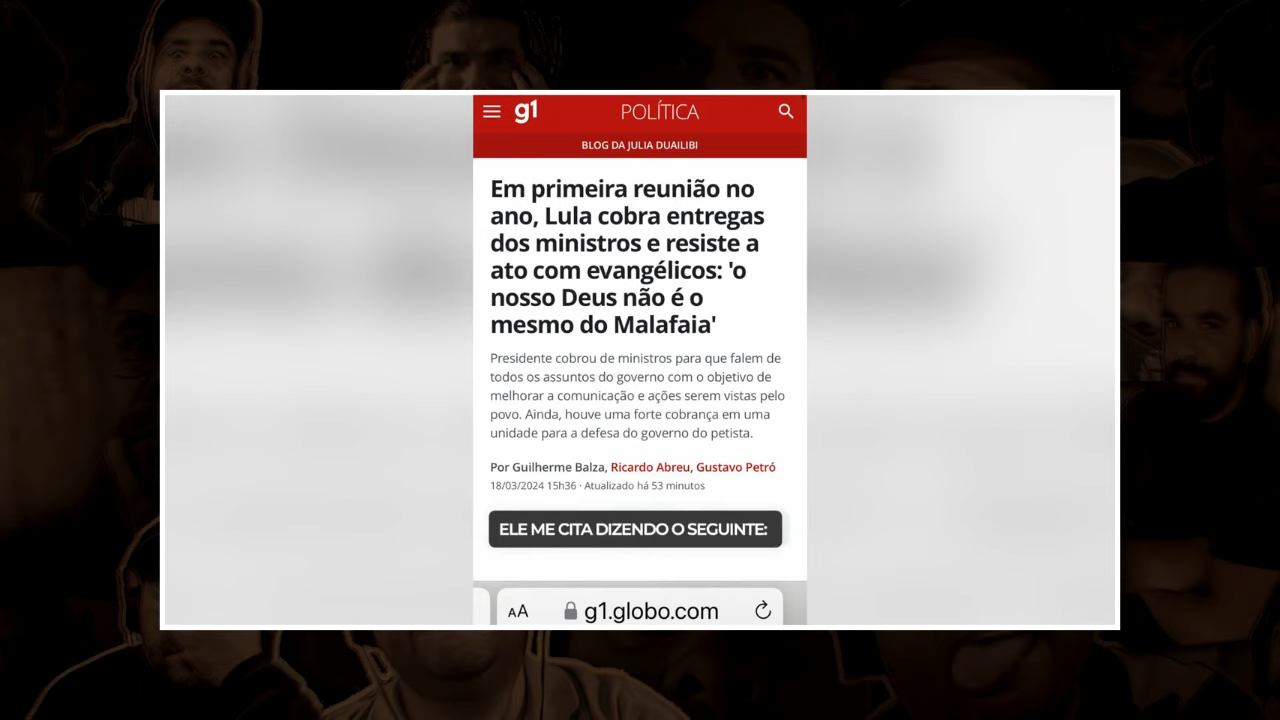 g1
POLÍTICA
BLOG DA JULIA DUAILIBI
Em primeira reunião no
ano, Lula cobra entregas
dos ministros e resiste a
ato com evangélicos: 'o
nosso Deus não é o
mesmo do Malafaia'
Presidente cobrou de ministros para que falem de
todos os assuntos do governo com o objetivo de
melhorar a comunicação e ações serem vistas pelo
povo. Ainda, houve uma forte cobrança em uma
unidade para a defesa do governo do petista.
Por Guilherme Balza, Ricardo Abreu, Gustavo Petró
18/03/2024 15h36 · Atualizado há 53 minutos
ELE ME CITA DIZENDO O SEGUINTE:
AA g1.globo.com